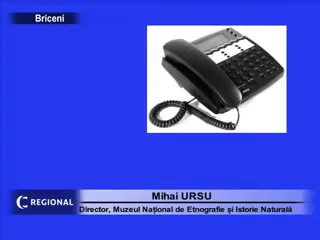 Briceni
Mihai URSU
REGIONAL
Director, Muzeul Național de Etnografie și Istorie Naturală